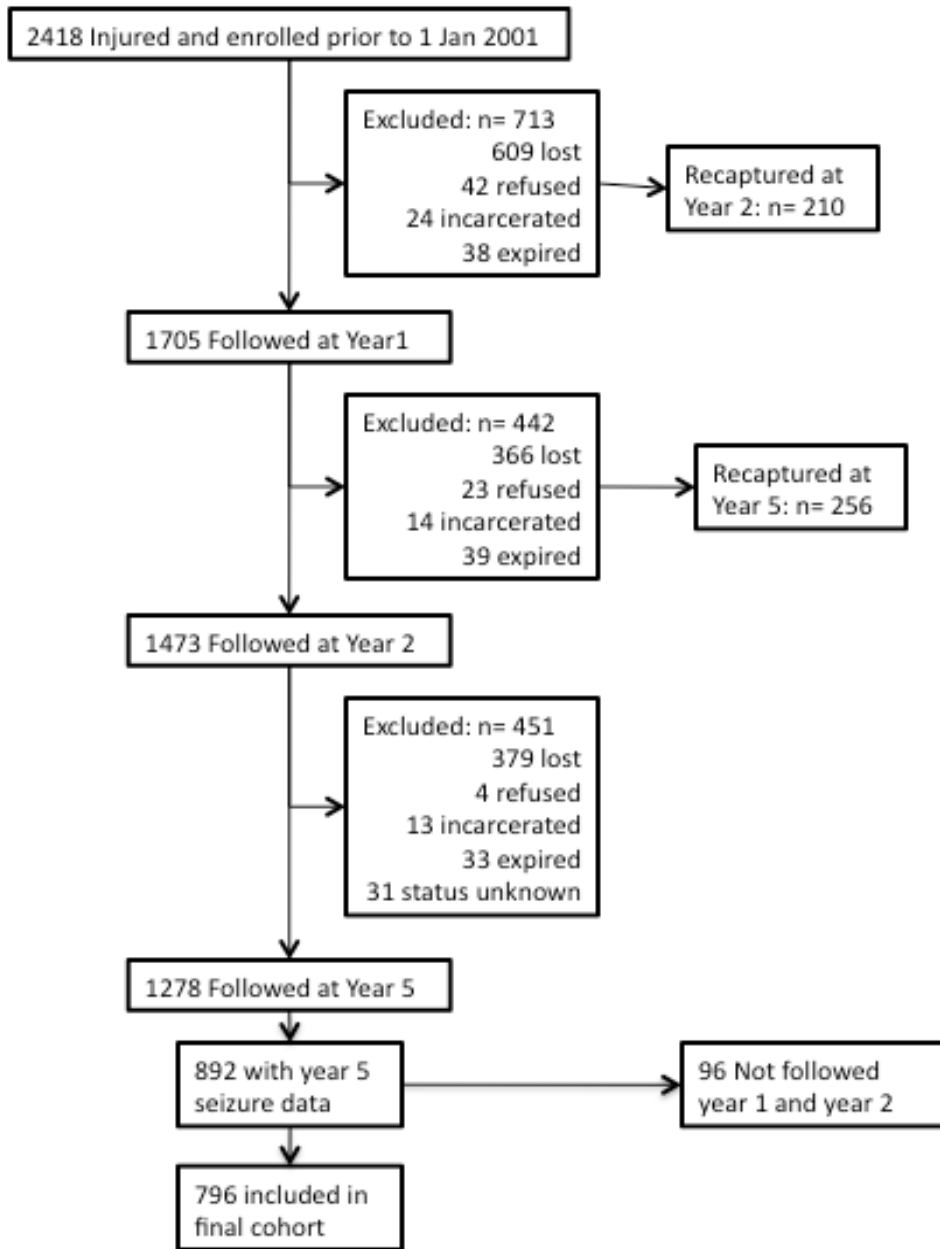 2418 Injured and enrolled prior to 1 Jan 2001
Excluded: n= 713
609 lost
42 refused
24 incarcerated
38 expired
Recaptured at
Year 2: n= 210
1705 Followed at Year1
Excluded: n= 442
366 lost
23 refused
14 incarcerated
39 expired
Recaptured at
Year 5: n= 256
1473 Followed at Year 2
Excluded: n= 451
379 lost
4 refused
13 incarcerated
33 expired
31 status unknown
1278 Followed at Year 5
892 with year 5
seizure data
96 Not followed
year 1 and year 2
796 included in
final cohort